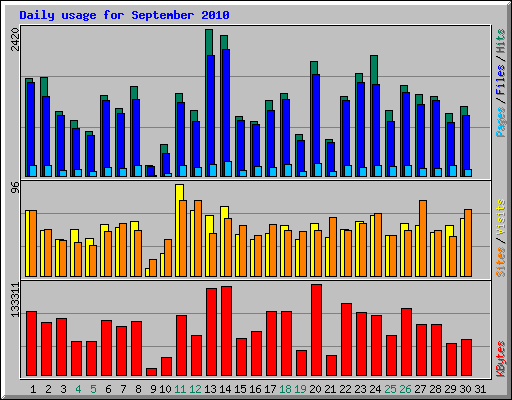 Daily usage for September 2010
2420
Pages / Files / Hits
96
Sites / Visits
133311
KBytes
1 2 3 4 5 6 7 8 9 10 11 12 13 14 15 16 17 18 19 20 21 22 23 24 25 26 27 28 29 30 31